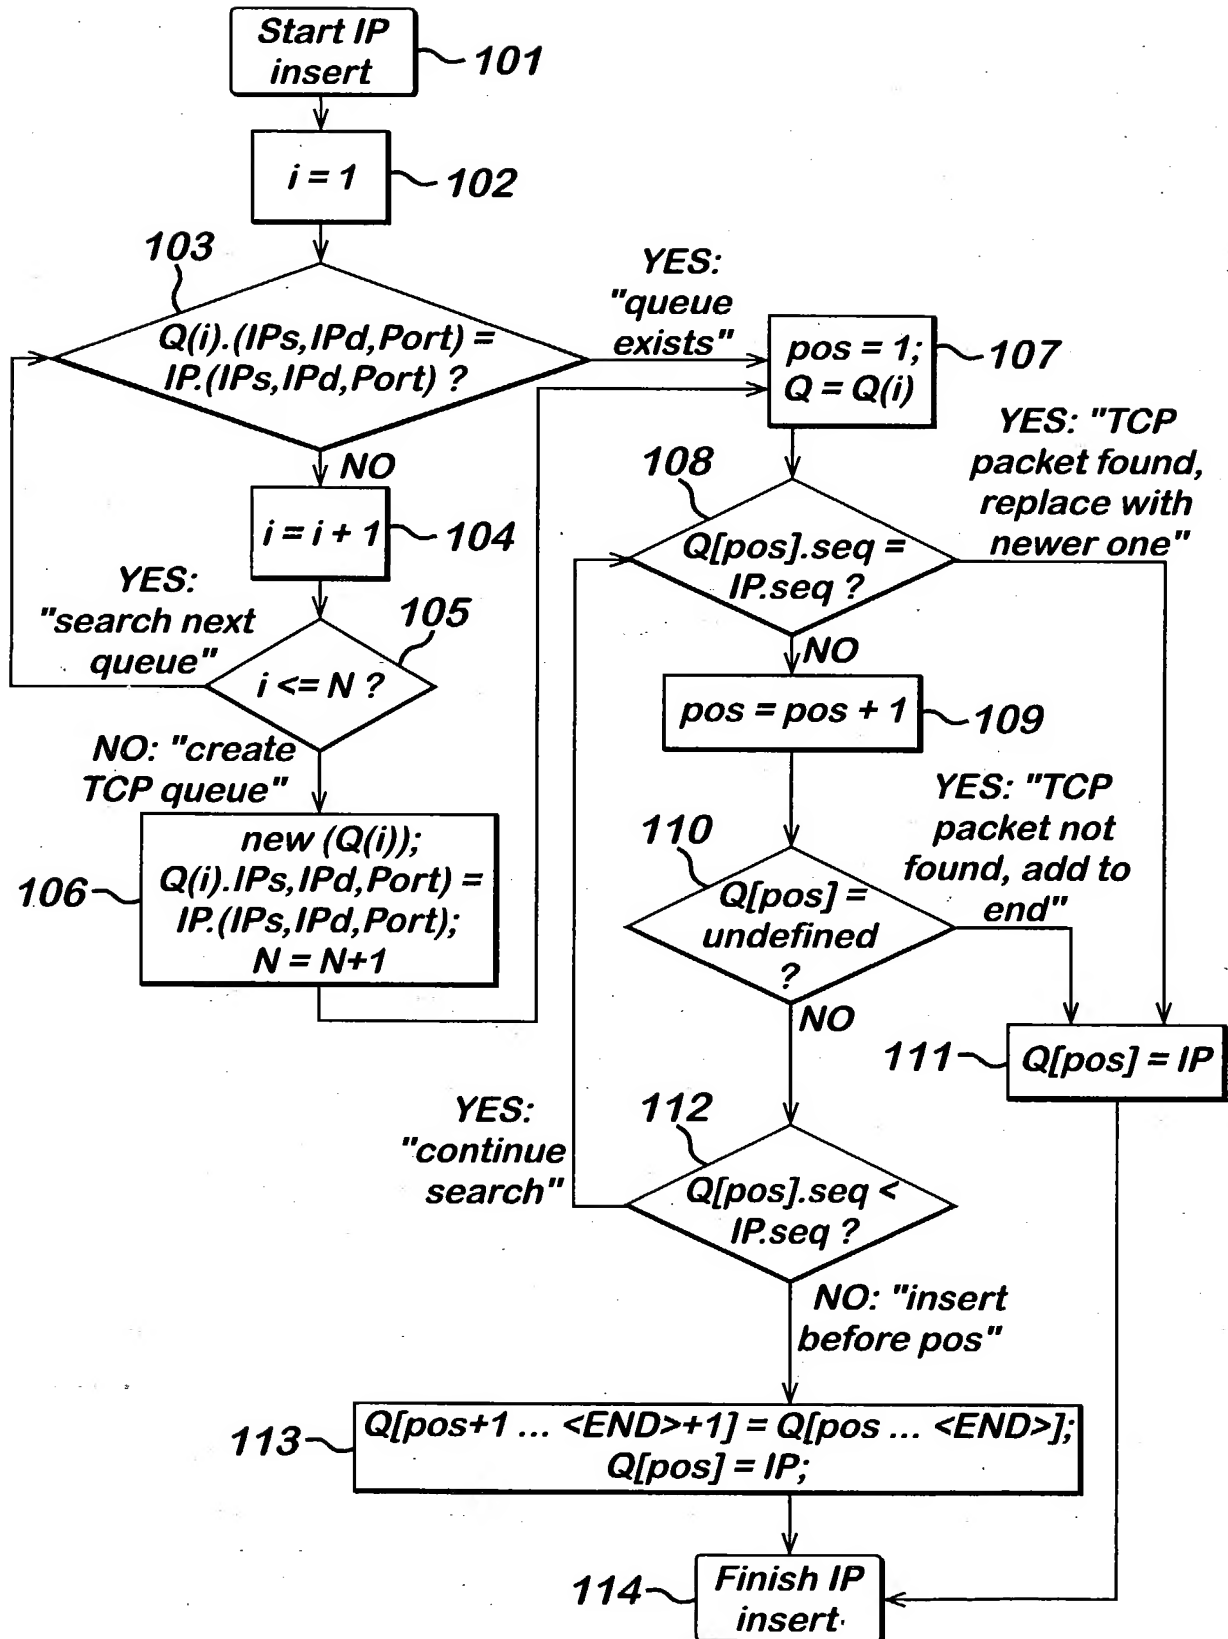 Start IP
insert
101
i = 1
102
103
Q(i).(IPs,IPd,Port) =
IP.(IPs,IPd,Port) ?
YES:
"queue
exists"
pos = 1;
Q = Q(i)
107
NO
i = i + 1
104
YES:
"search next
queue"
105
i <= N ?
NO: "create
TCP queue"
new (Q(i));
Q(i).IPs,IPd,Port) =
IP.(IPs,IPd,Port);
N = N+1
106
108
Q[pos].seq =
IP.seq ?
YES: "TCP
packet found,
replace with
newer one"
NO
pos = pos + 1
109
110
Q[pos] =
undefined
?
YES: "TCP
packet not
found, add to
end"
NO
111
Q[pos] = IP
YES:
"continue
search"
112
Q[pos].seq <
IP.seq ?
NO: "insert
before pos"
113
Q[pos+1 ... <END>+1] = Q[pos ... <END>];
Q[pos] = IP;
114
Finish IP
insert